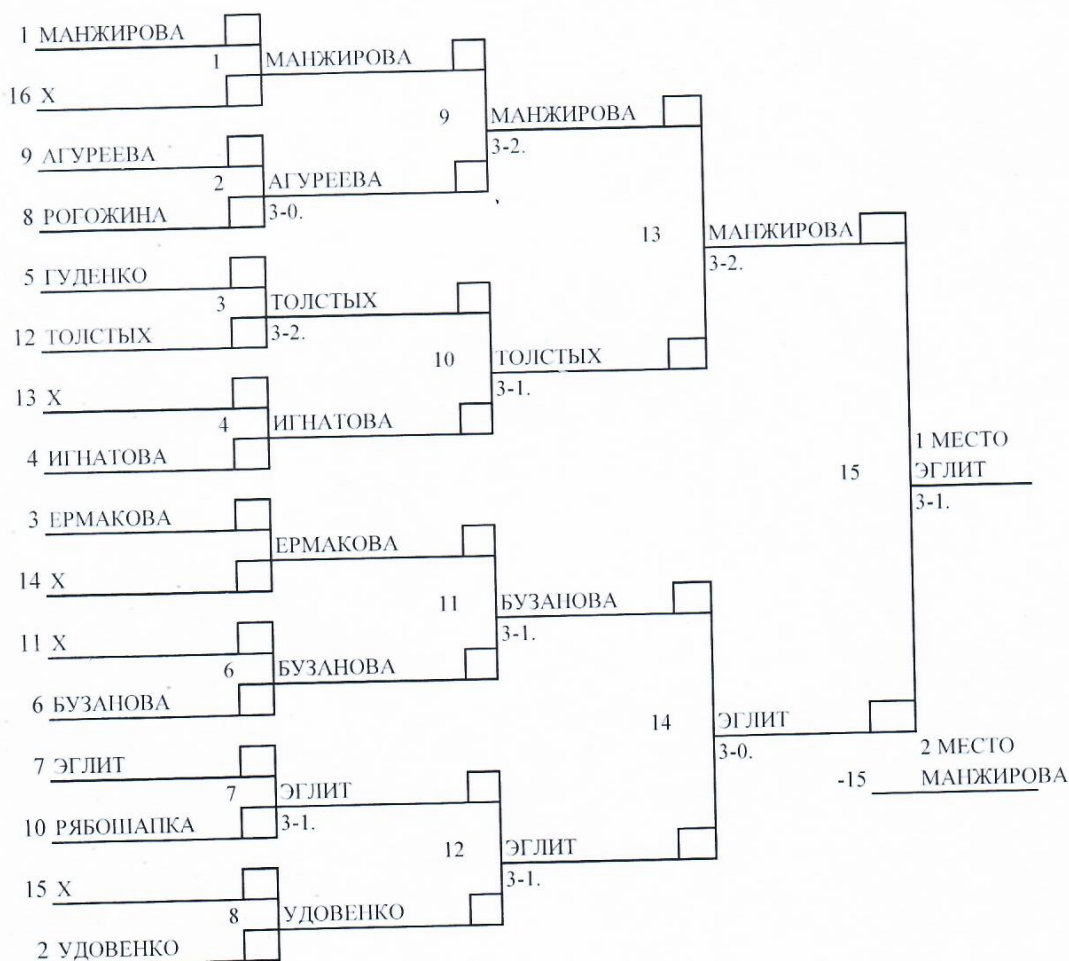 1 МАНЖИРОВА
1
МАНЖИРОВА
16 X
9
МАНЖИРОВА
3-2.
9 АГУРЕЕВА
2
АГУРЕЕВА
3-0.
8 РОГОЖИНА
13
МАНЖИРОВА
3-2.
5 ГУДЕНКО
3
ТОЛСТЫХ
3-2.
12 ТОЛСТЫХ
10
ТОЛСТЫХ
3-1.
13 X
4
ИГНАТОВА
4 ИГНАТОВА
15
1 МЕСТО
ЭГЛИТ
3-1.
3 ЕРМАКОВА
ЕРМАКОВА
14 X
11
БУЗАНОВА
3-1.
11 X
6
БУЗАНОВА
6 БУЗАНОВА
14
ЭГЛИТ
3-0.
2 МЕСТО
-15 МАНЖИРОВА
7 ЭГЛИТ
7
ЭГЛИТ
3-1.
10 РЯБОШАПКА
12
ЭГЛИТ
3-1.
15 X
8
УДОВЕНКО
2 УДОВЕНКО